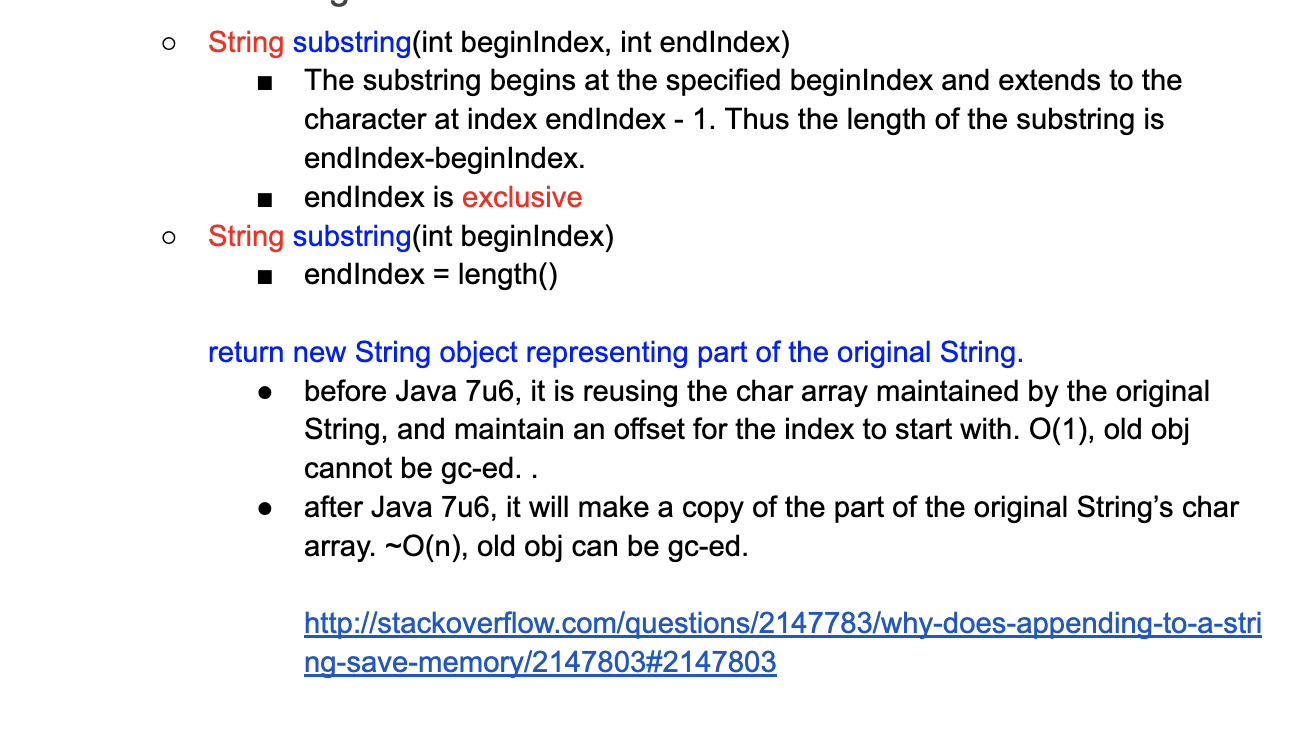 ○ String substring(int beginIndex, int endIndex)
■ The substring begins at the specified beginIndex and extends to the
character at index endIndex - 1. Thus the length of the substring is
endIndex-beginIndex.
■ endIndex is exclusive
○ String substring(int beginIndex)
■ endIndex = length()
return new String object representing part of the original String.
● before Java 7u6, it is reusing the char array maintained by the original
String, and maintain an offset for the index to start with. O(1), old obj
cannot be gc-ed. .
● after Java 7u6, it will make a copy of the part of the original String’s char
array. ~O(n), old obj can be gc-ed.
http://stackoverflow.com/questions/2147783/why-does-appending-to-a-stri
ng-save-memory/2147803#2147803